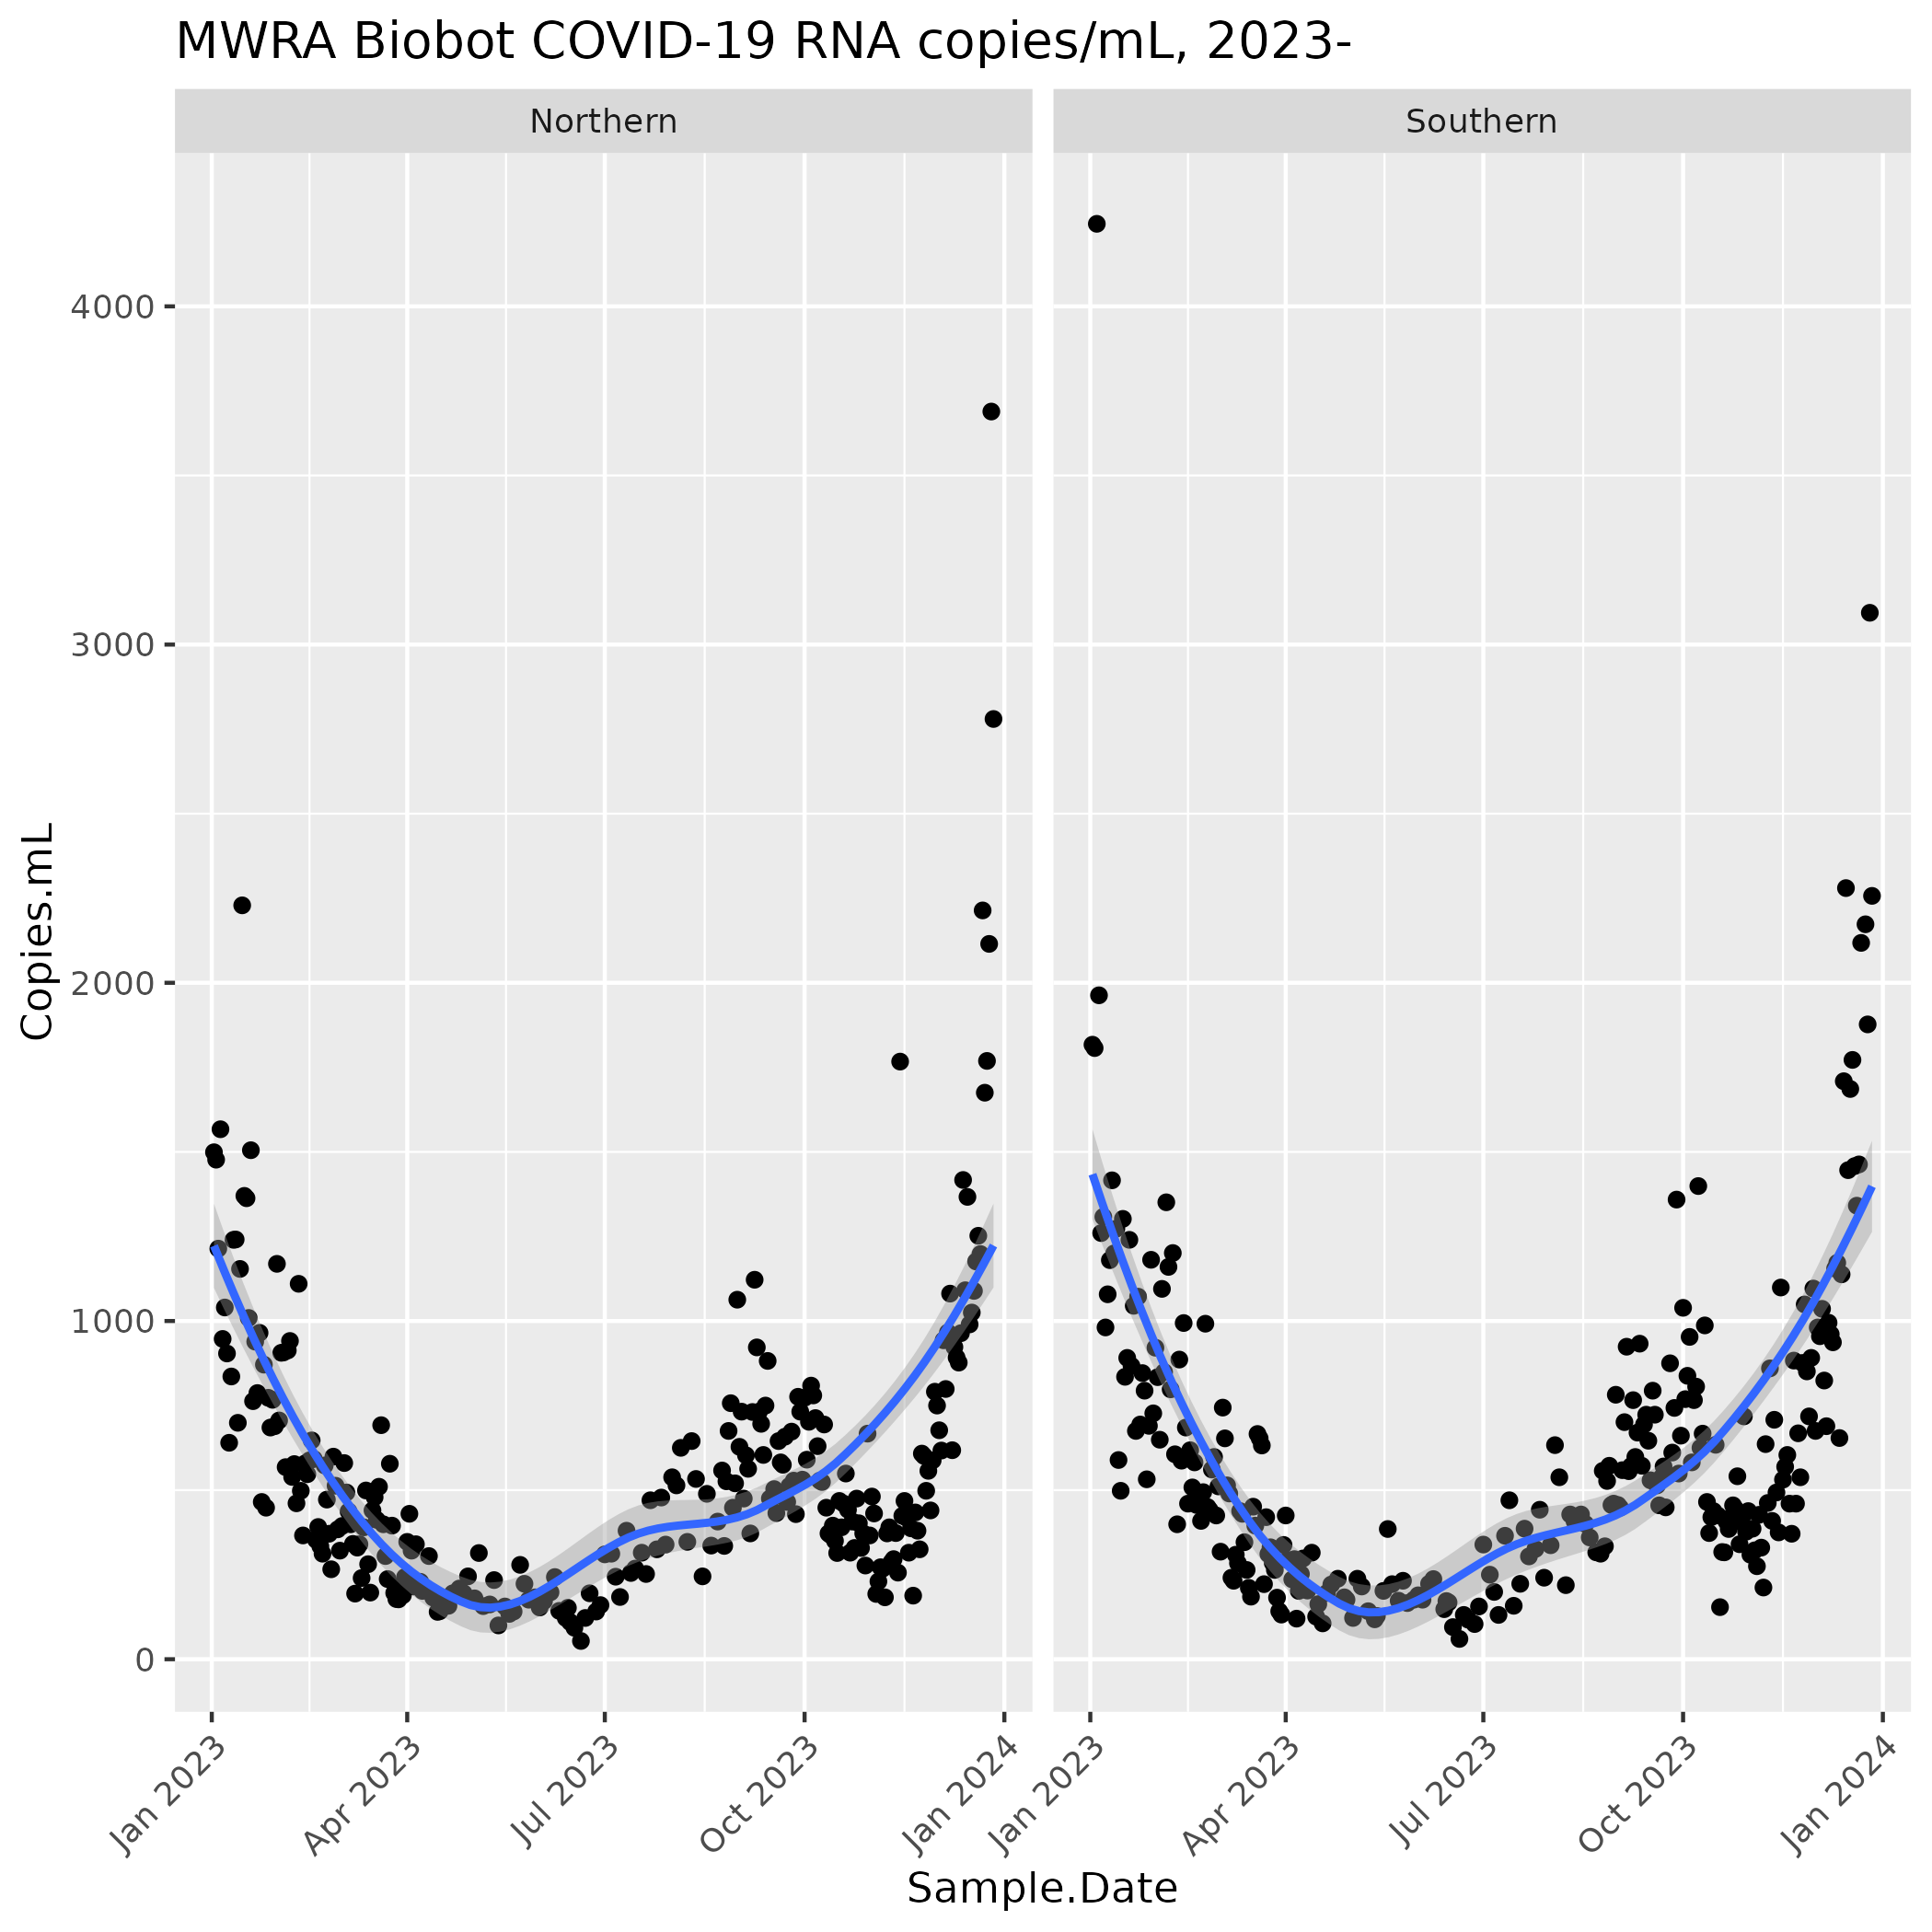 MWRA Biobot COVID-19 RNA copies/mL, 2023-
Northern
Southern
Copies.mL
4000
3000
2000
1000
0
Jan 2023
Apr 2023
Jul 2023
Oct 2023
Jan 2024
Jan 2023
Apr 2023
Jul 2023
Oct 2023
Jan 2024
Sample.Date